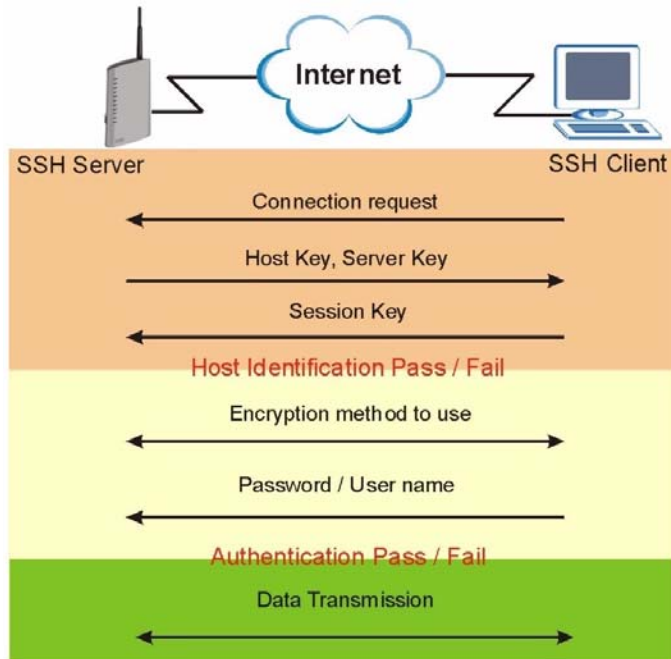 Internet
SSH Server
SSH Client
Connection request
Host Key, Server Key
Session Key
Host Identification Pass / Fail
Encryption method to use
Password / User name
Authentication Pass / Fail
Data Transmission